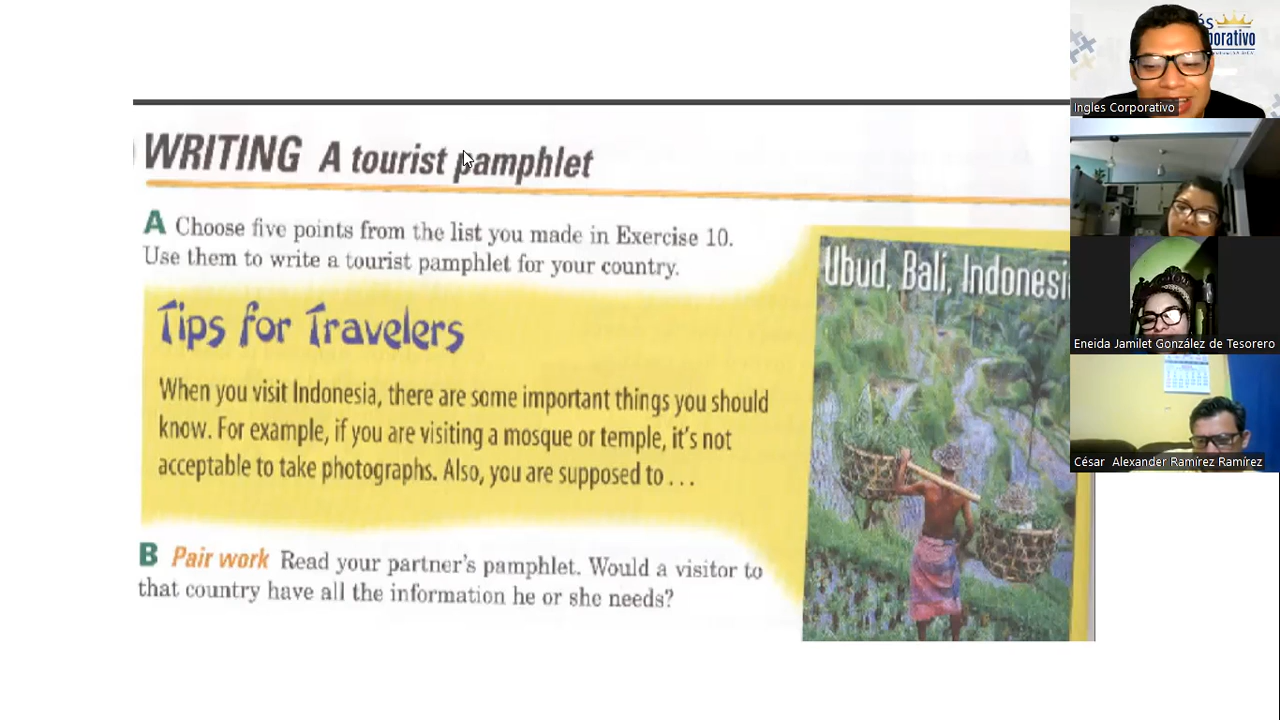 WRITING A tourist pamphlet
A Choose five points from the list you made in Exercise 10.
Use them to write a tourist pamphlet for your country.
Tips for Travelers
When you visit Indonesia, there are some important things you should
know. For example, if you are visiting a mosque or temple, it's not
acceptable to take photographs. Also, you are supposed to . . .
B Pair work Read your partner's pamphlet. Would a visitor to
that country have all the information he or she needs?
Ubud, Bali, Indonesi
Ingles Corporativo
Eneida Jamilet González de Tesorero
César Alexander Ramírez Ramírez